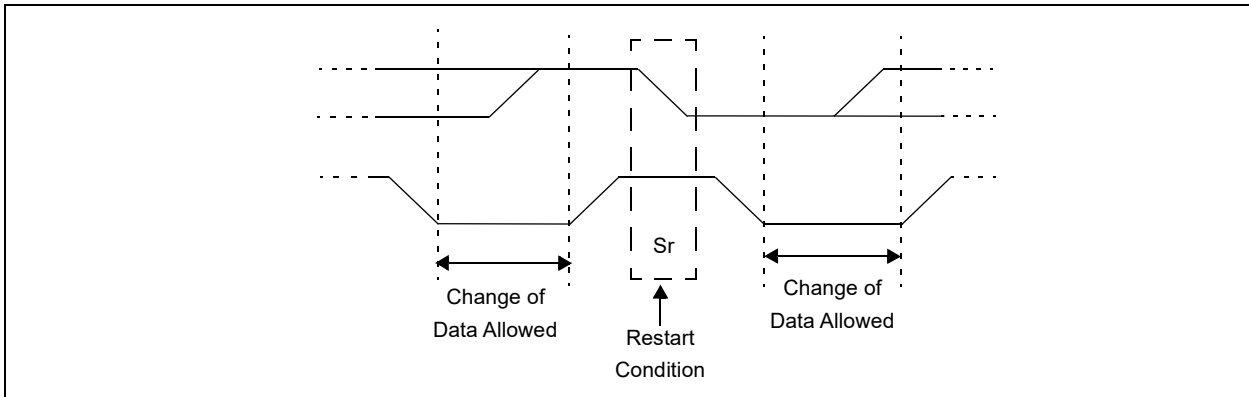 Sr
Change of
Data Allowed
Restart
Condition
Change of
Data Allowed